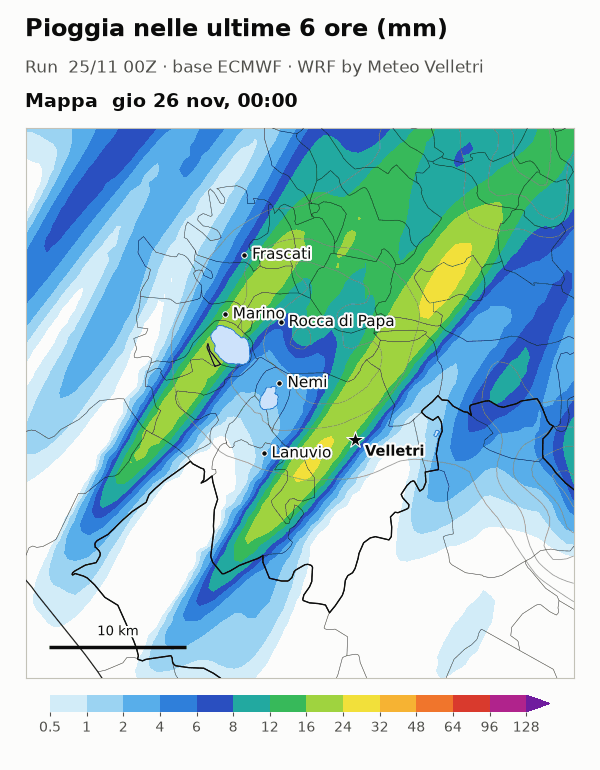 Pioggia nelle ultime 6 ore (mm)
Run  25/11 00Z · base ECMWF · WRF by Meteo Velletri
Mappa  gio 26 nov, 00:00
Frascati
Marino
Rocca di Papa
Nemi
Velletri
Lanuvio
10 km
0.5 1 2 4 6 8 12 16 24 32 48 64 96 128